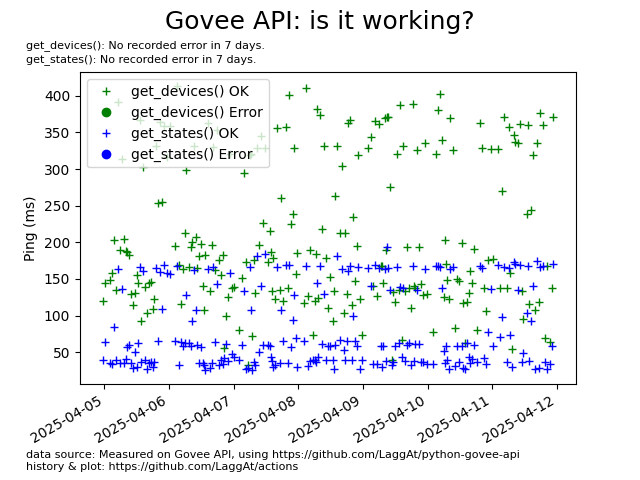 Govee API: is it working?
get_devices(): No recorded error in 7 days.
get_states(): No recorded error in 7 days.
get_devices() OK
get_devices() Error
get_states() OK
get_states() Error
Ping (ms)
400
350
300
250
200
150
100
50
2025-04-05
2025-04-06
2025-04-07
2025-04-08
2025-04-09
2025-04-10
2025-04-11
2025-04-12
data source: Measured on Govee API, using https://github.com/LaggAt/python-govee-api
history & plot: https://github.com/LaggAt/actions